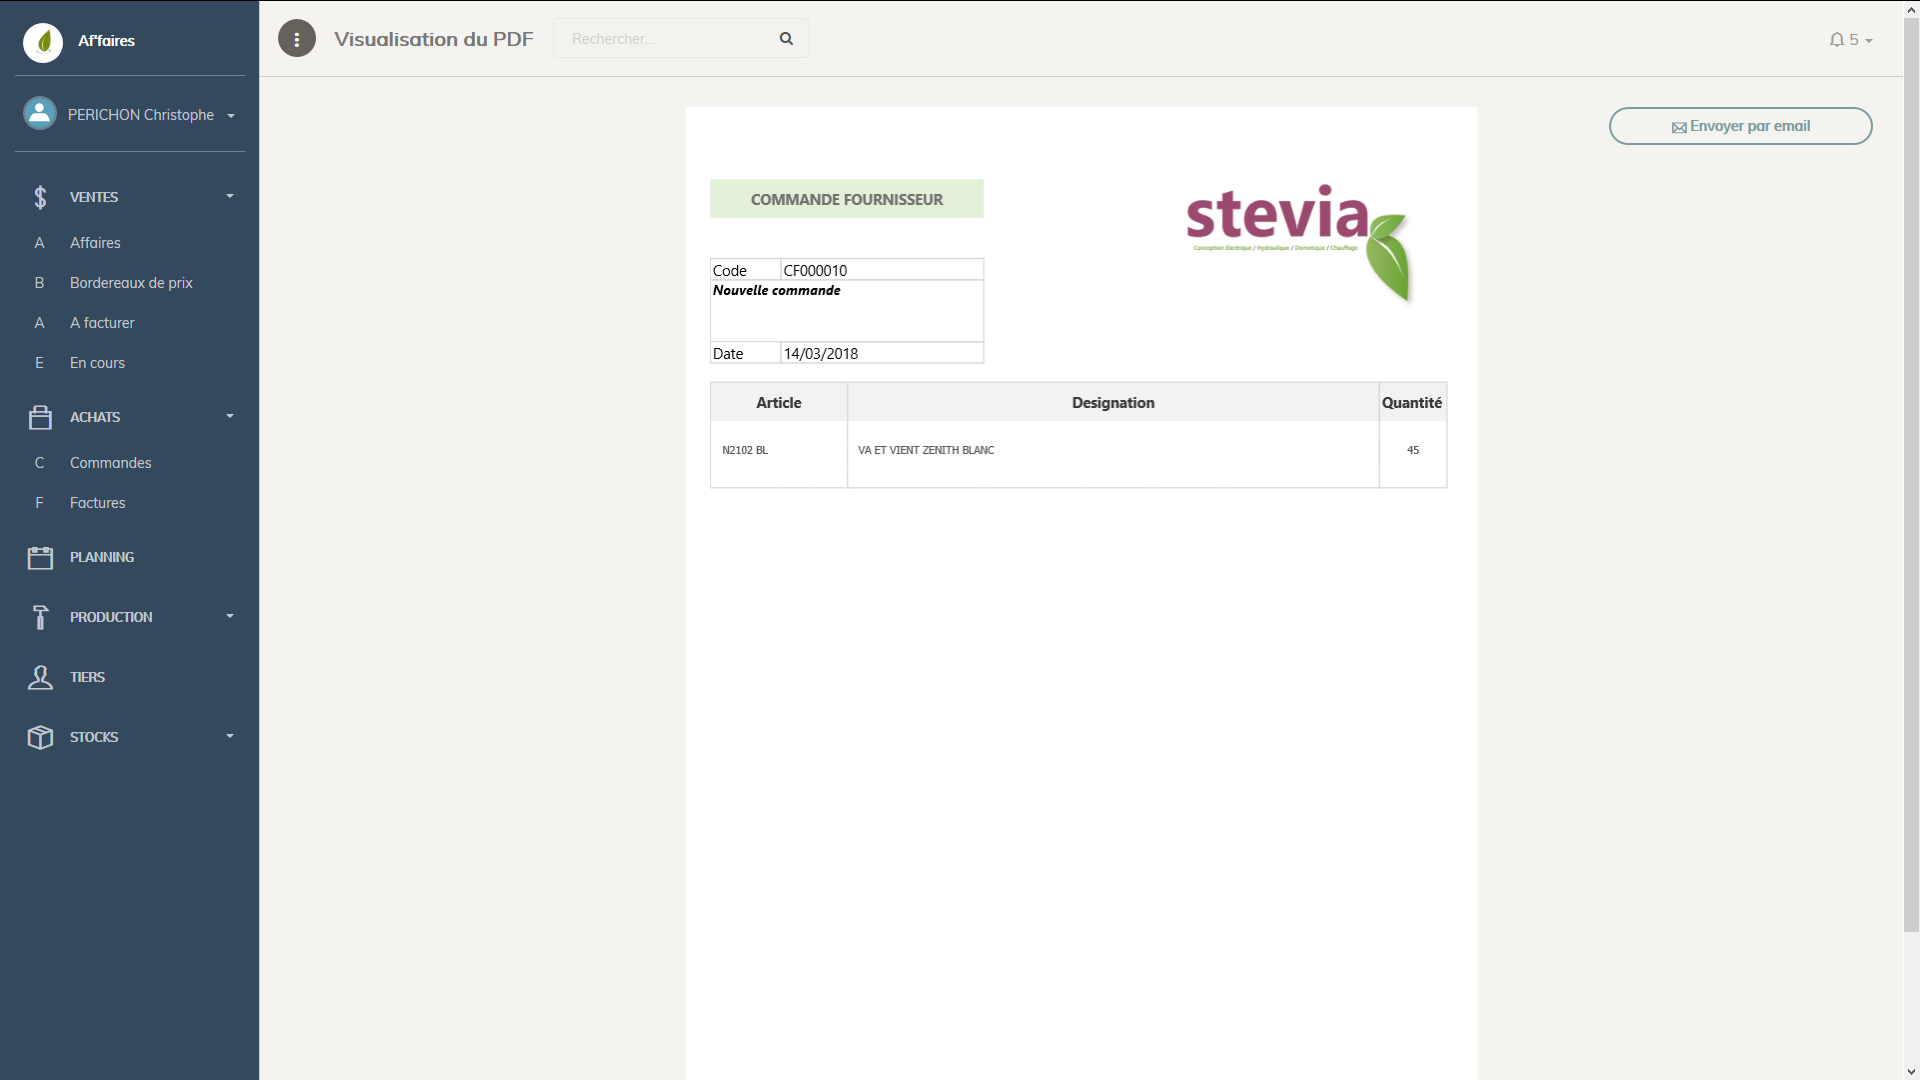 Af'faires
PERICHON Christophe
VENTES
A Affaires
B Bordereaux de prix
A A facturer
E En cours
ACHATS
C Commandes
F Factures
PLANNING
PRODUCTION
TIERS
STOCKS
Visualisation du PDF
Rechercher...
5
Envoyer par email
COMMANDE FOURNISSEUR
stevia
Conception Electrique / Hydraulique / Domotique / Chauffage
Code CF000010
Nouvelle commande
Date 14/03/2018
Article Designation Quantité
N2102 BL VA ET VIENT ZENITH BLANC 45